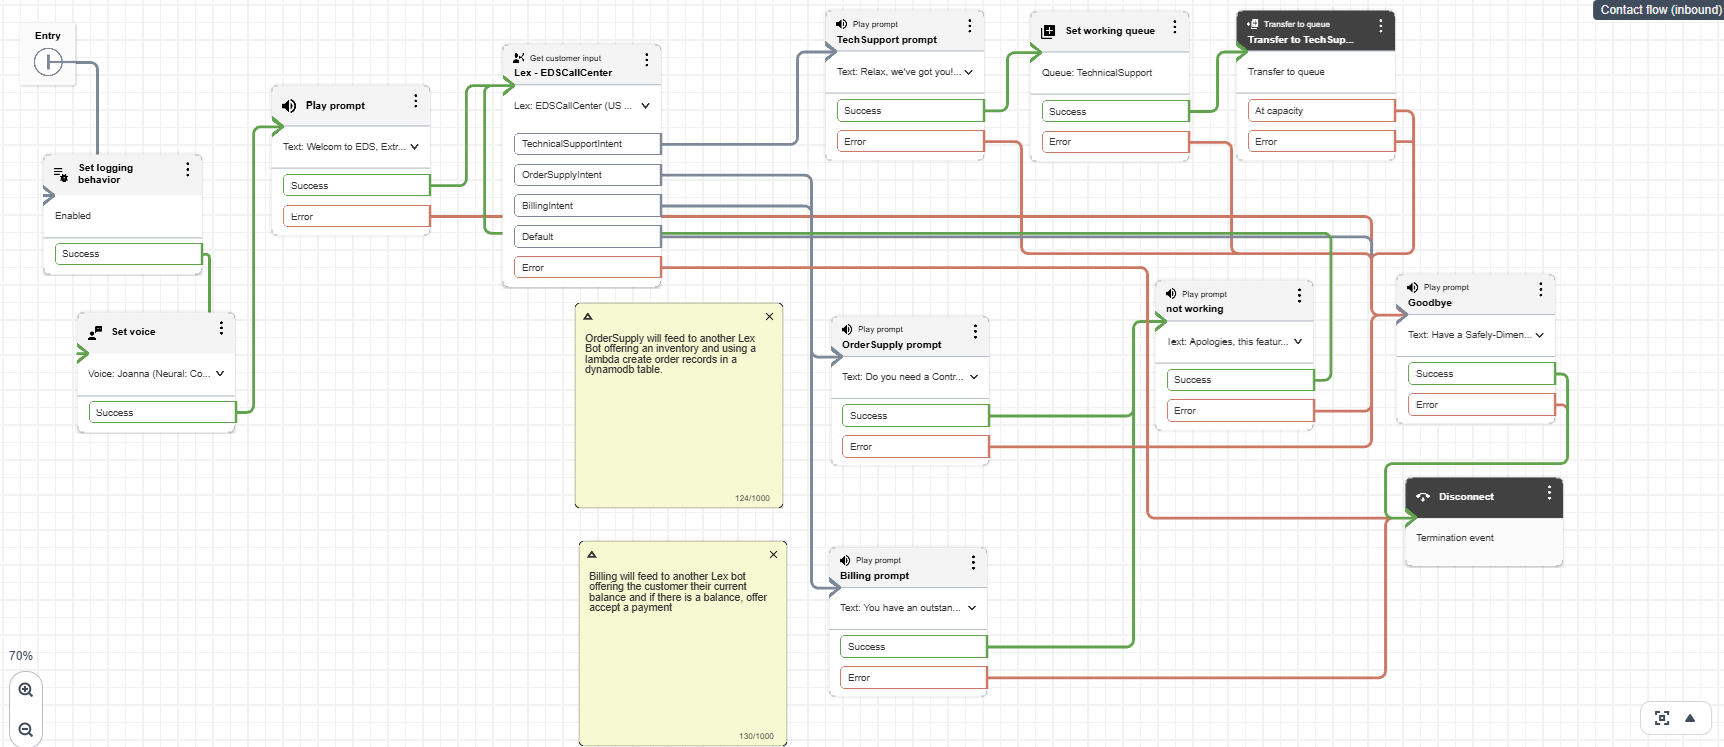 Contact flow (inbound)
Entry
Set logging
behavior
Enabled
Success
Set voice
Voice: Joanna (Neural: Co...
Success
Play prompt
Text: Welcom to EDS, Extr...
Success
Error
Get customer input
Lex - EDSCallCenter
Lex: EDSCallCenter (US ...
TechnicalSupportIntent
OrderSupplyIntent
BillingIntent
Default
Error
Play prompt
TechSupport prompt
Text: Relax, we've got you!...
Success
Error
Set working queue
Queue: TechnicalSupport
Success
Error
Transfer to queue
Transfer to TechSup...
Transfer to queue
At capacity
Error
OrderSupply will feed to another Lex
Bot offering an inventory and using a
lambda create order records in a
dynamodb table.
124/1000
Play prompt
OrderSupply prompt
Text: Do you need a Contr...
Success
Error
Play prompt
not working
Text: Apologies, this featur...
Success
Error
Play prompt
Goodbye
Text: Have a Safely-Dimen...
Success
Error
Disconnect
Termination event
Billing will feed to another Lex bot
offering the customer their current
balance and if there is a balance, offer
accept a payment
130/1000
Play prompt
Billing prompt
Text: You have an outstan...
Success
Error
70%